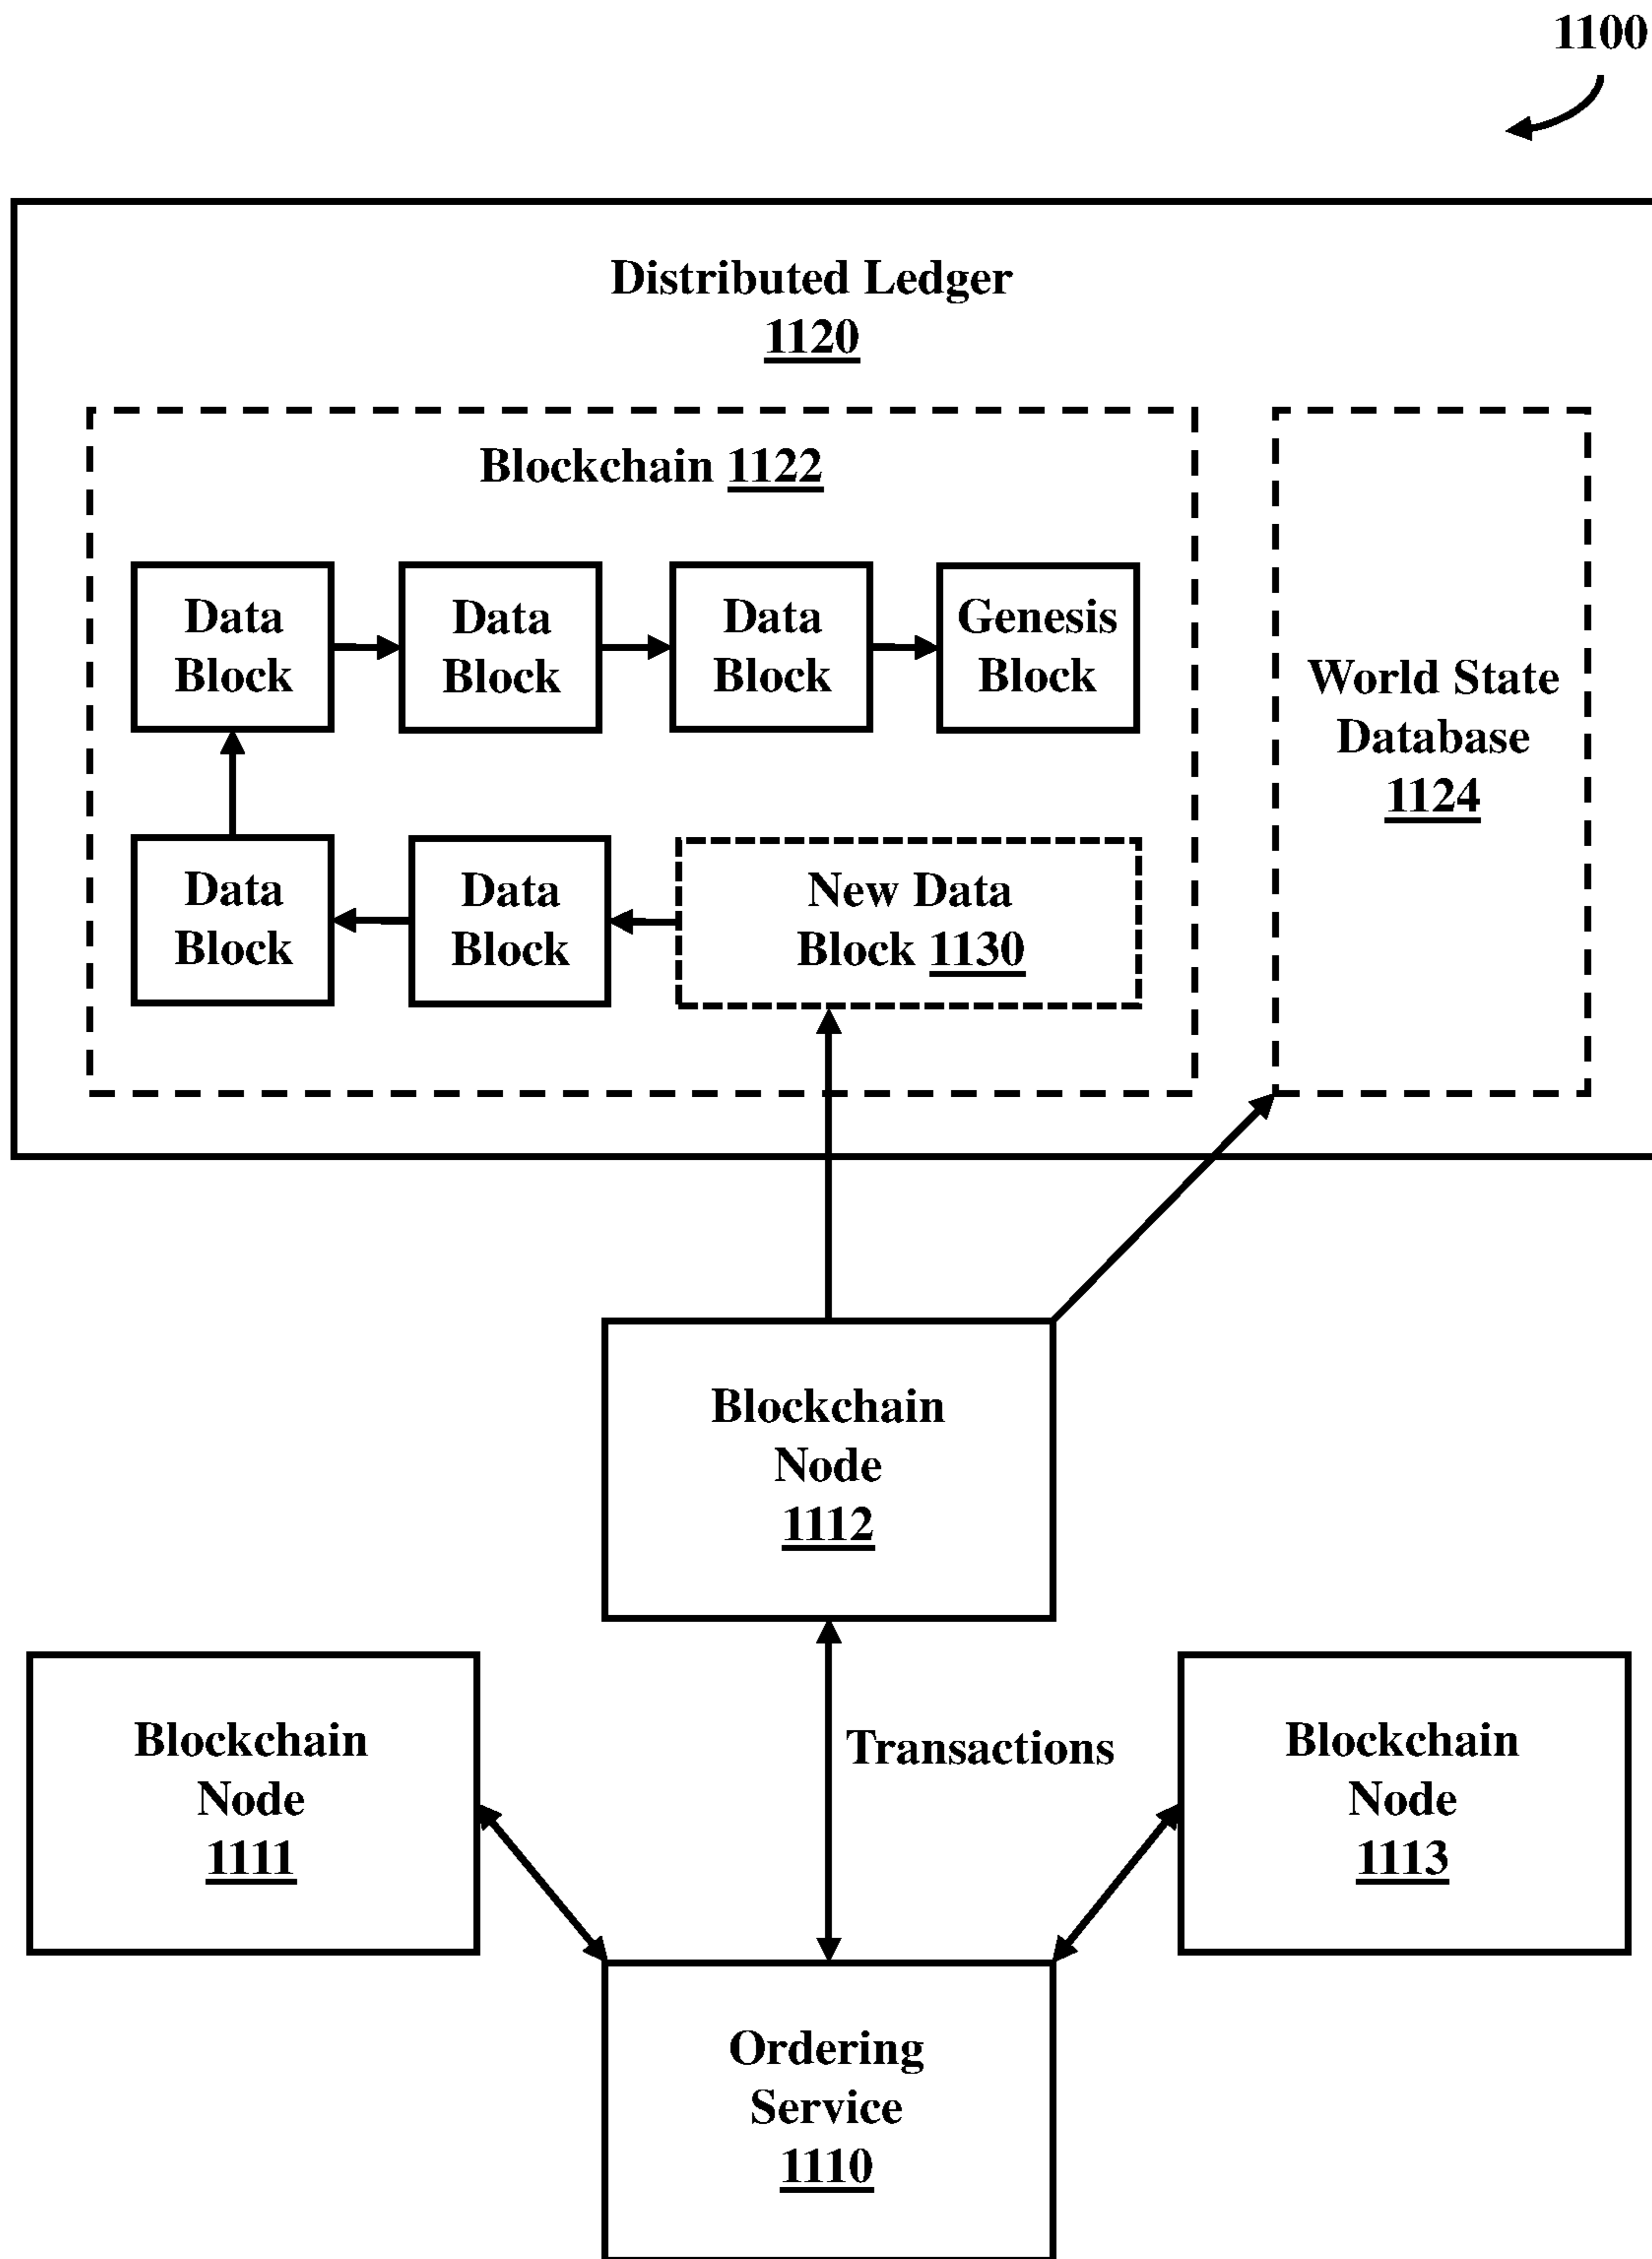 1100
Distributed Ledger
1120
Blockchain 1122
Data
Block
Data
Block
Data
Block
Genesis
Block
World State
Database
1124
Data
Block
Data
Block
New Data
Block 1130
Blockchain
Node
1112
Transactions
Blockchain
Node
1111
Blockchain
Node
1113
Ordering
Service
1110